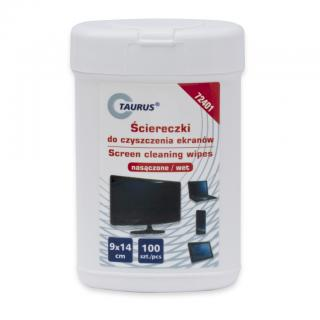 TAURUS®
72401
Ściereczki
do czyszczenia ekranów
Screen cleaning wipes
nasączone / wet
9x14
cm
100
szt./pcs